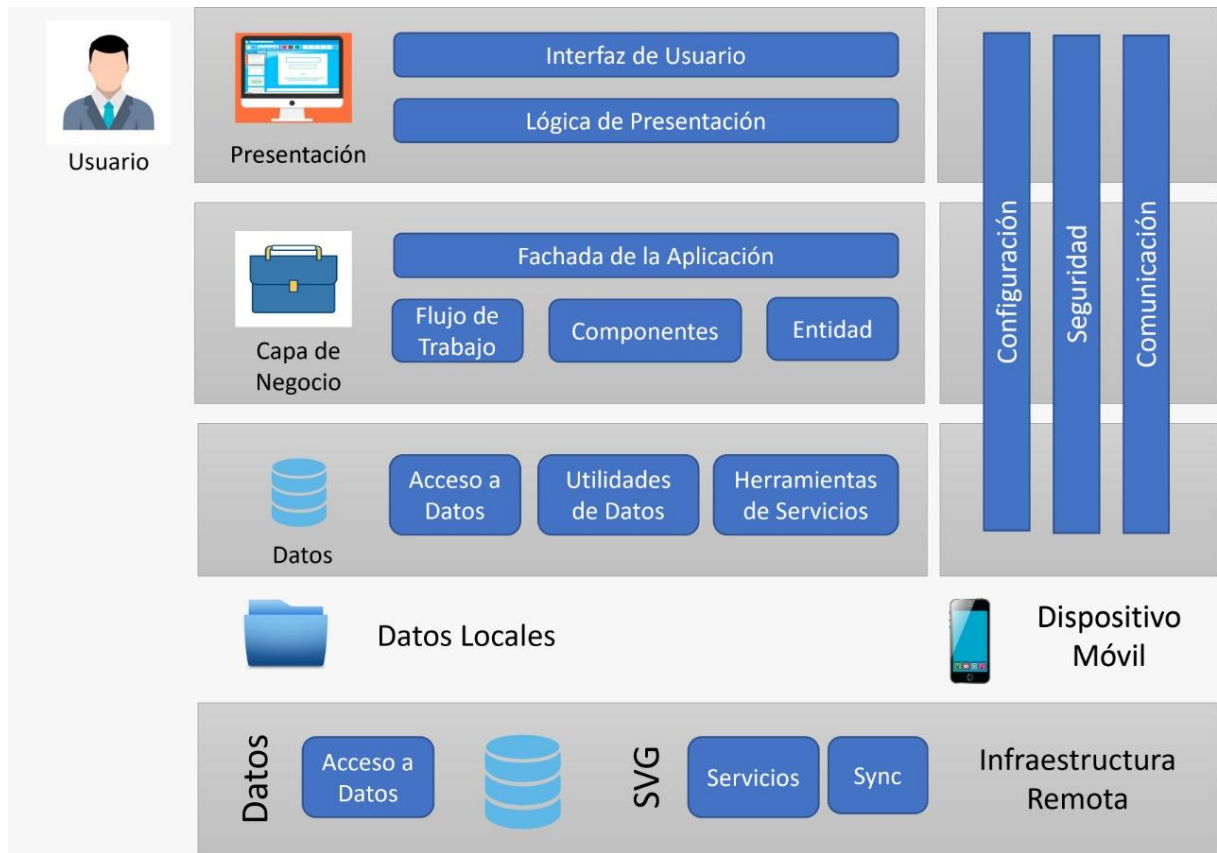 Usuario
Presentación
Interfaz de Usuario
Lógica de Presentación
Capa de
Negocio
Fachada de la Aplicación
Flujo de
Trabajo
Componentes
Entidad
Configuración
Seguridad
Comunicación
Datos
Acceso a
Datos
Utilidades
de Datos
Herramientas
de Servicios
Datos Locales
Dispositivo
Móvil
Datos
Acceso a
Datos
SVG
Servicios
Sync
Infraestructura
Remota